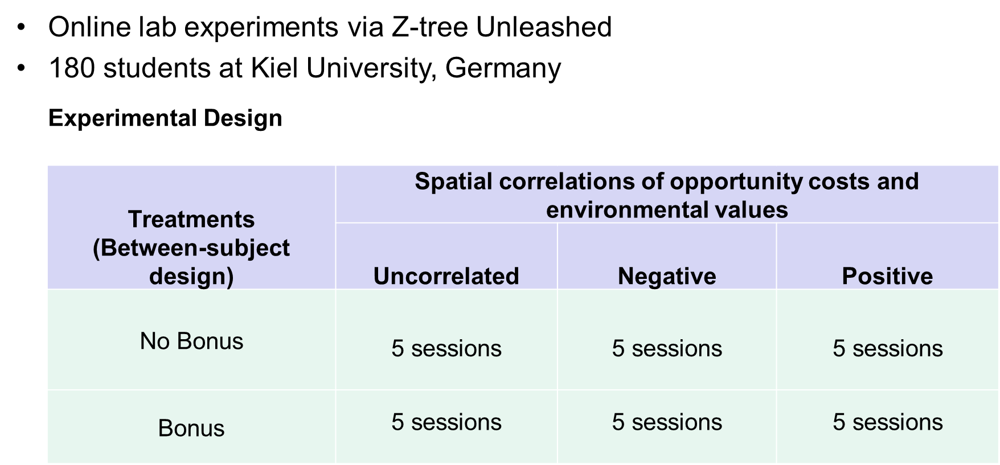 • Online lab experiments via Z-tree Unleashed
• 180 students at Kiel University, Germany
Experimental Design
Treatments
(Between-subject
design)
Spatial correlations of opportunity costs and
environmental values
Uncorrelated Negative Positive
No Bonus 5 sessions 5 sessions 5 sessions
Bonus 5 sessions 5 sessions 5 sessions